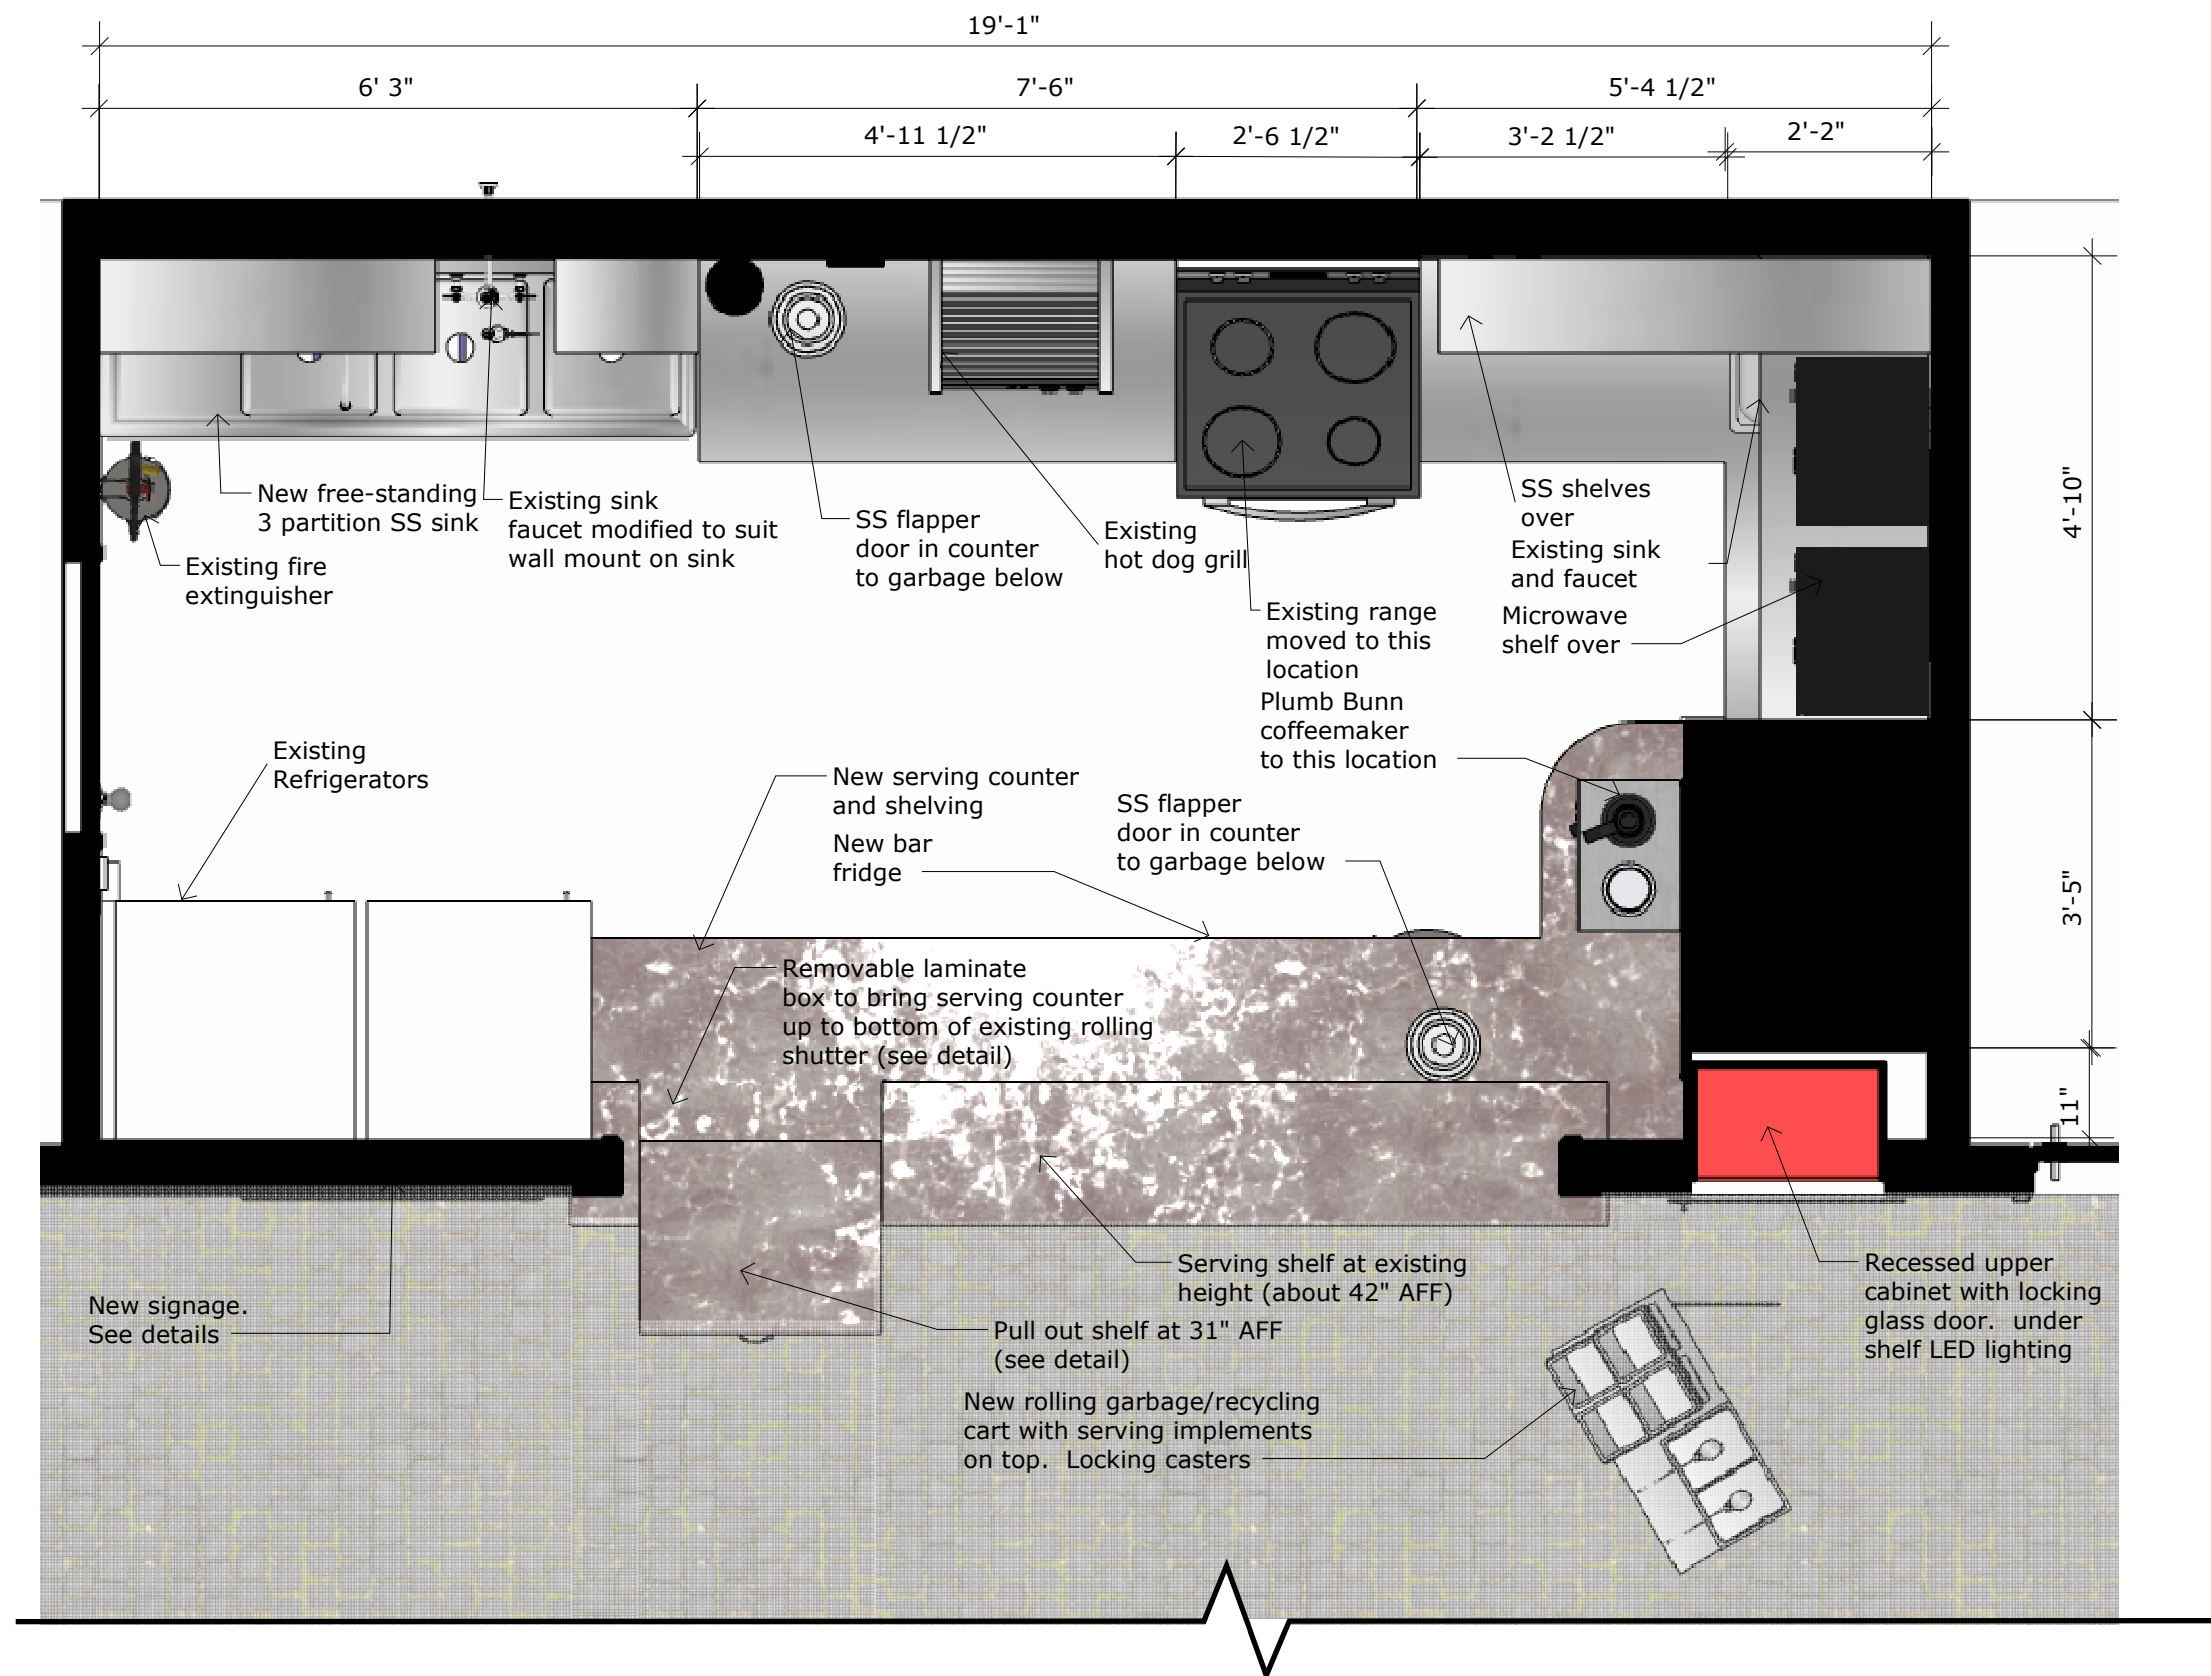 19'-1"
6' 3"
7'-6"
5'-4 1/2"
4'-11 1/2"
2'-6 1/2"
3'-2 1/2"
2'-2"
4'-10"
3'-5"
11"
New free-standing
3 partition SS sink
Existing sink
faucet modified to suit
wall mount on sink
Existing fire
extinguisher
SS flapper
door in counter
to garbage below
Existing
hot dog grill
SS shelves
over
Existing sink
and faucet
Microwave
shelf over
Existing range
moved to this
location
Plumb Bunn
coffeemaker
to this location
Existing
Refrigerators
New serving counter
and shelving
New bar
fridge
SS flapper
door in counter
to garbage below
Removable laminate
box to bring serving counter
up to bottom of existing rolling
shutter (see detail)
Serving shelf at existing
height (about 42" AFF)
Recessed upper
cabinet with locking
glass door.  under
shelf LED lighting
New signage.
See details
Pull out shelf at 31" AFF
(see detail)
New rolling garbage/recycling
cart with serving implements
on top.  Locking casters